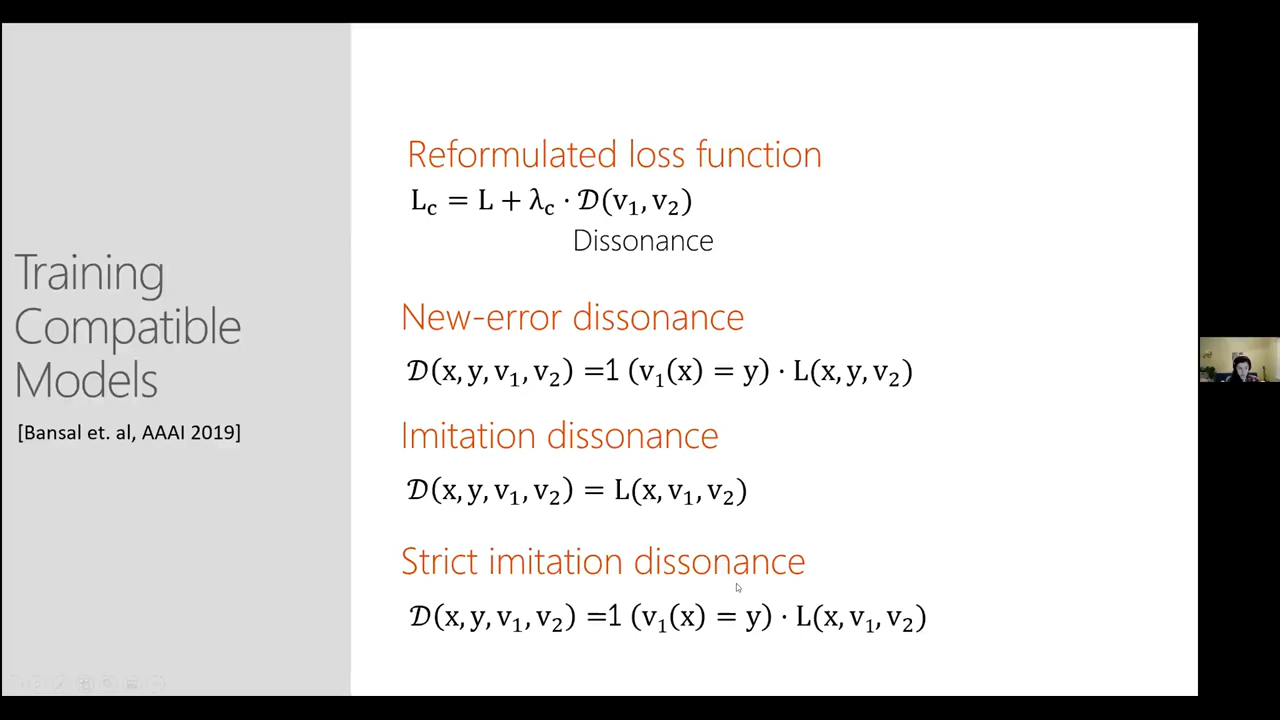 Training
Compatible
Models
[Bansal et. al, AAAI 2019]
Reformulated loss function
L_c = L + λ_c · 𝒟(v₁, v₂)
Dissonance
New-error dissonance
𝒟(x, y, v₁, v₂) =1 (v₁(x) = y) · L(x, y, v₂)
Imitation dissonance
𝒟(x, y, v₁, v₂) = L(x, v₁, v₂)
Strict imitation dissonance
𝒟(x, y, v₁, v₂) =1 (v₁(x) = y) · L(x, v₁, v₂)